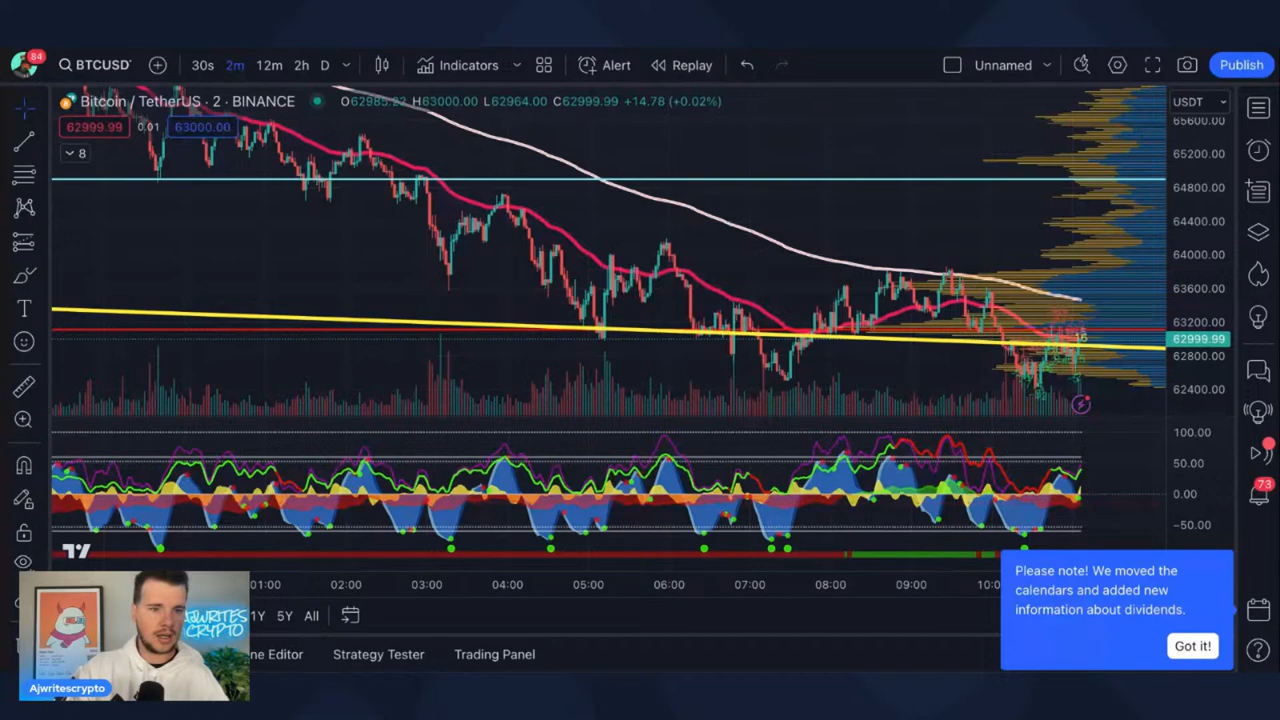 84
BTCUSD
30s 2m 12m 2h D
Indicators
Alert
Replay
Unnamed
Publish
Bitcoin / TetherUS · 2 · BINANCE
O62985.22 H63000.00 L62964.00 C62999.99 +14.78 (+0.02%)
USDT
62999.99 0.01 63000.00
8
65600.00
65200.00
64800.00
64400.00
64000.00
63600.00
63200.00
62999.99
62800.00
62400.00
100.00
50.00
0.00
−50.00
73
01:00 02:00 03:00 04:00 05:00 06:00 07:00 08:00 09:00 10:0
1Y 5Y All
ne Editor
Strategy Tester
Trading Panel
Please note! We moved the
calendars and added new
information about dividends.
Got it!
AJWRITES
CRYPTO
Ajwritescrypto